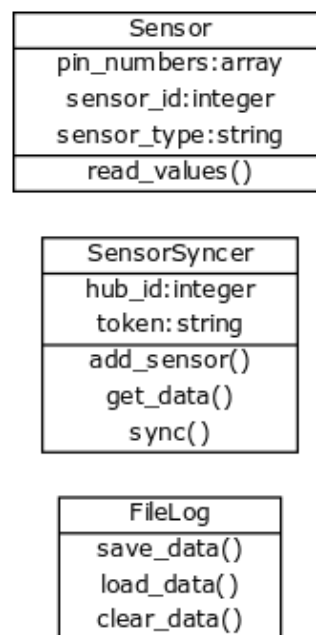 Sensor
pin_numbers:array
sensor_id:integer
sensor_type:string
read_values()
SensorSyncer
hub_id:integer
token:string
add_sensor()
get_data()
sync()
FileLog
save_data()
load_data()
clear_data()